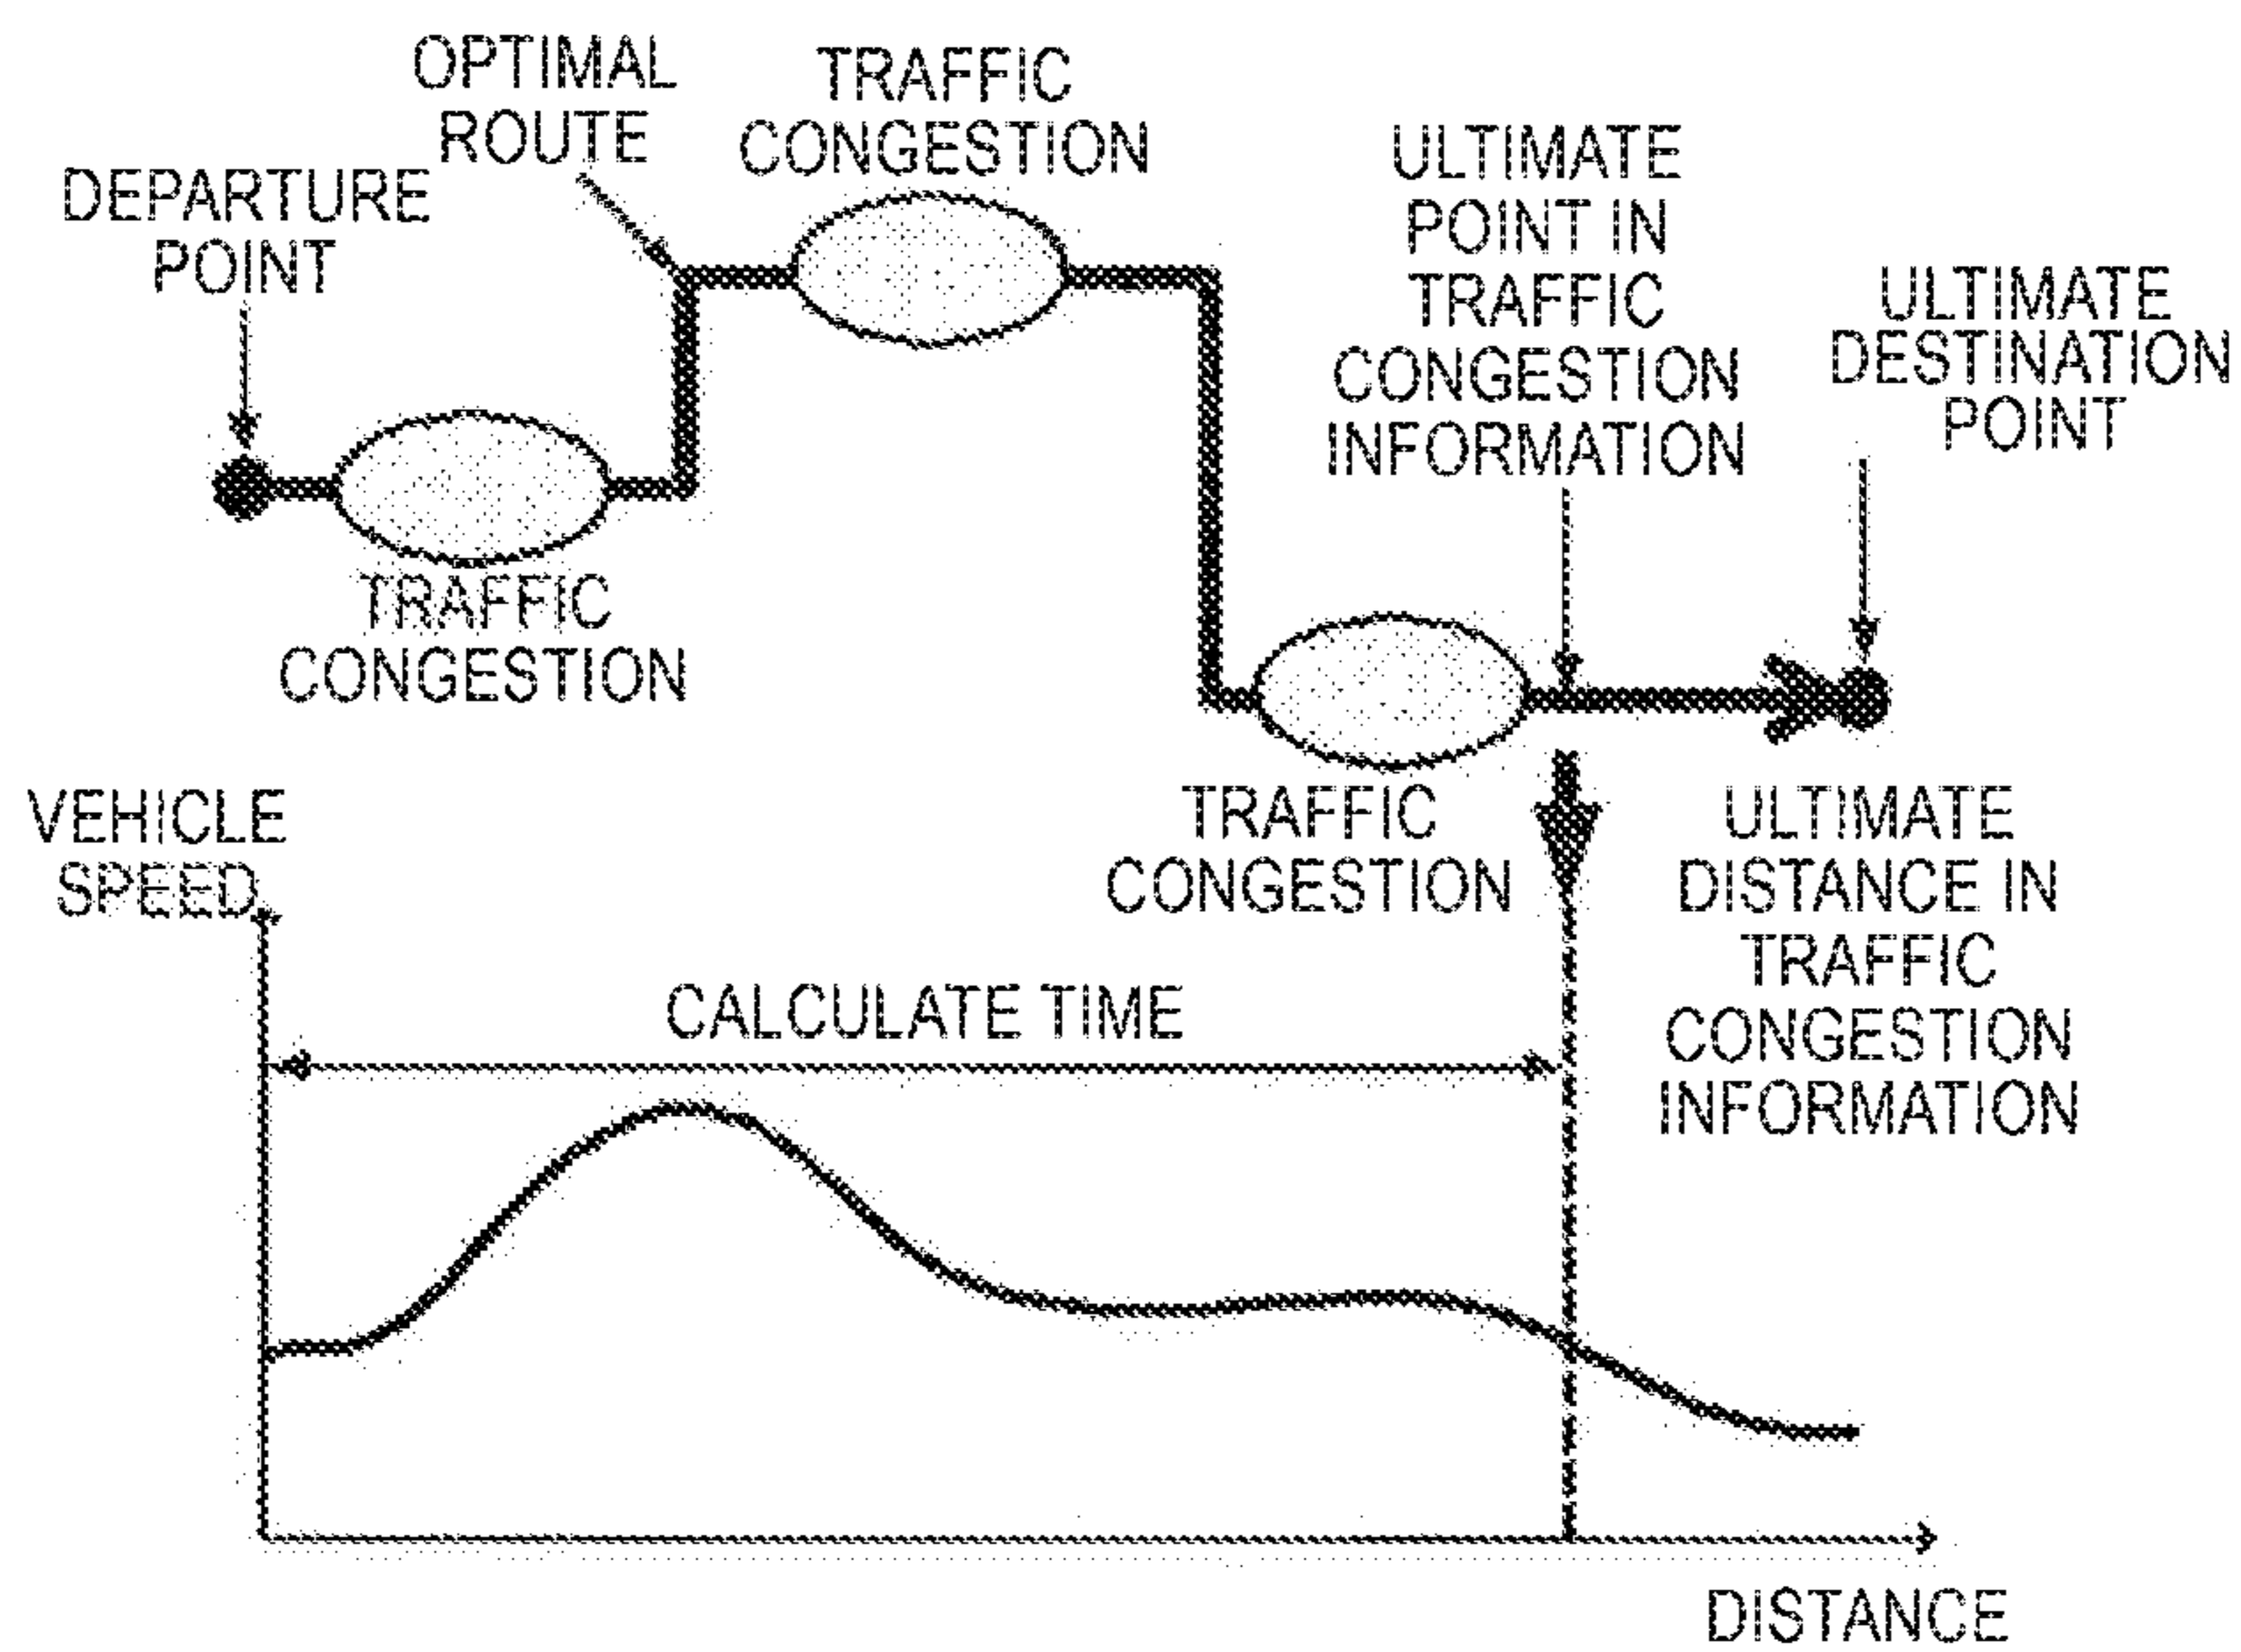 OPTIMAL
ROUTE
TRAFFIC
CONGESTION
DEPARTURE
POINT
ULTIMATE
POINT IN
TRAFFIC
CONGESTION
INFORMATION
ULTIMATE
DESTINATION
POINT
TRAFFIC
CONGESTION
TRAFFIC
CONGESTION
ULTIMATE
DISTANCE IN
TRAFFIC
CONGESTION
INFORMATION
VEHICLE
SPEED
CALCULATE TIME
DISTANCE